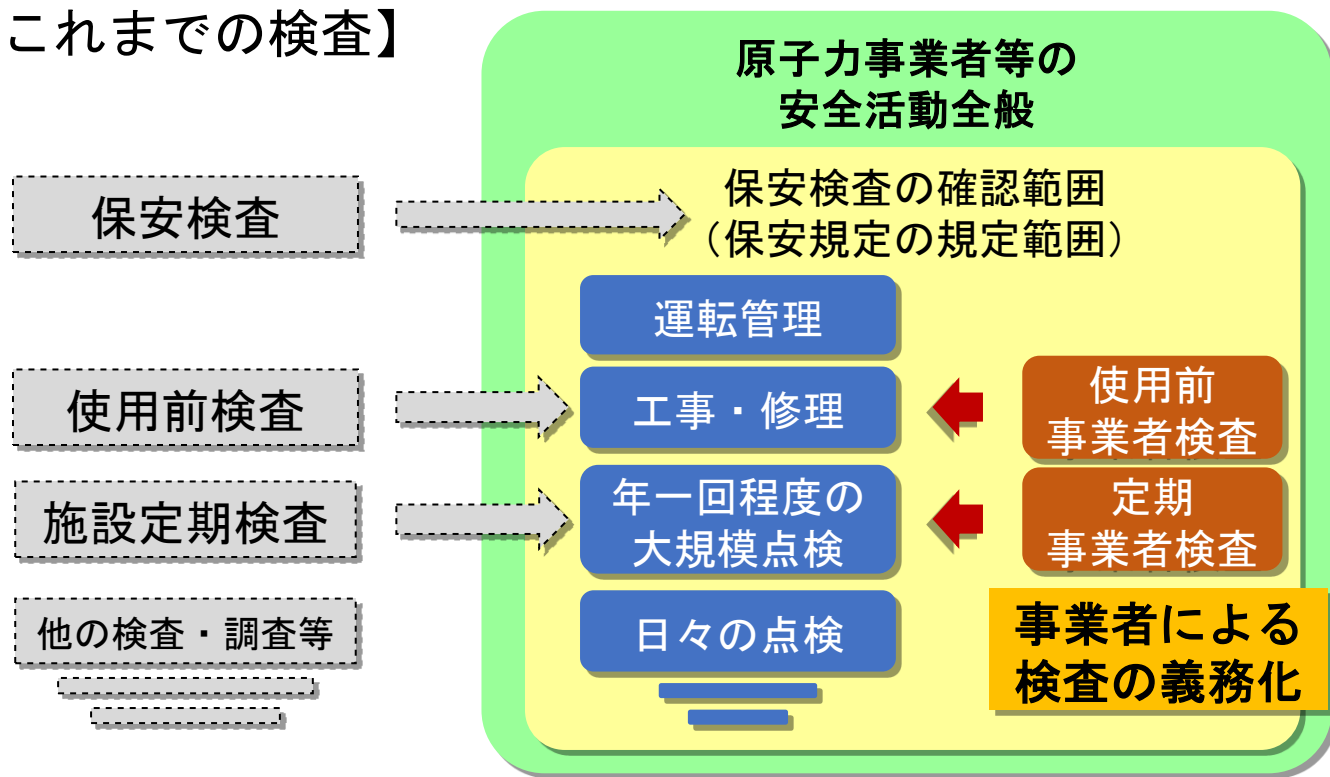 これまでの検査】
原子力事業者等の
安全活動全般
保安検査
保安検査の確認範囲
（保安規定の規定範囲）
運転管理
使用前検査
工事・修理
使用前
事業者検査
施設定期検査
年一回程度の
大規模点検
定期
事業者検査
他の検査・調査等
日々の点検
事業者による
検査の義務化